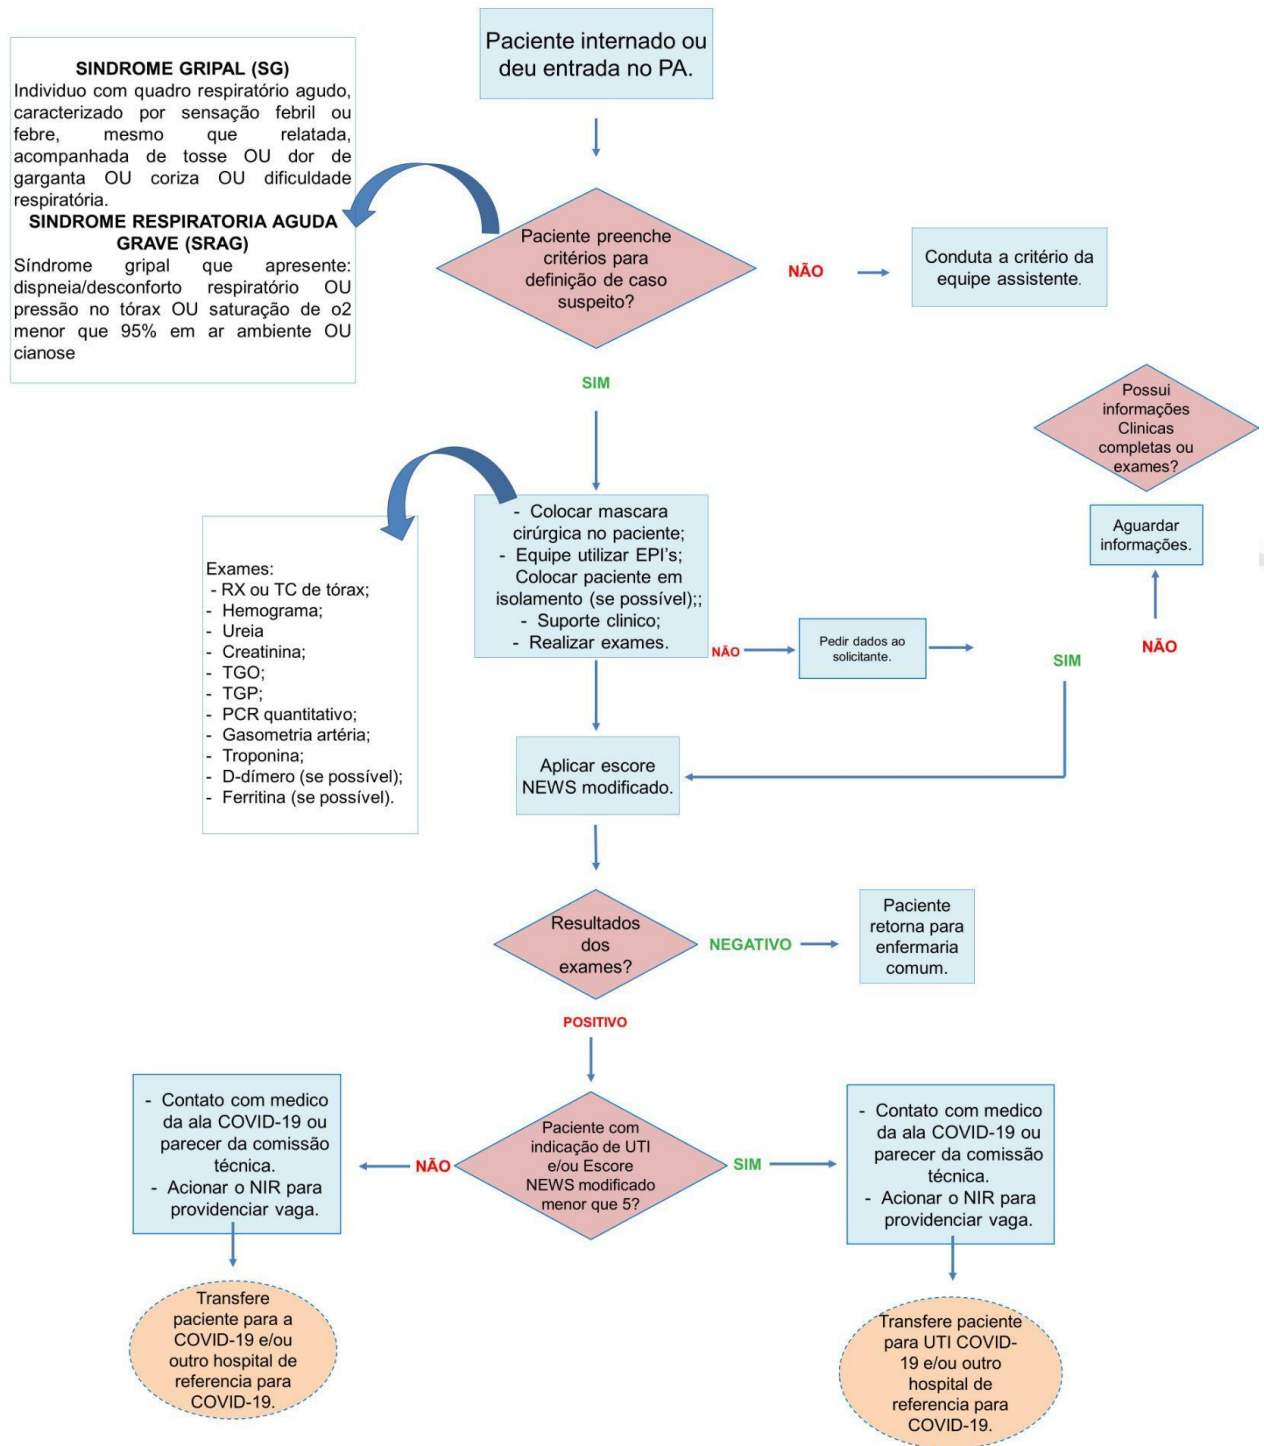 Paciente internado ou
deu entrada no PA.
SINDROME GRIPAL (SG)
Individuo com quadro respiratório agudo,
caracterizado por sensação febril ou
febre, mesmo que relatada,
acompanhada de tosse OU dor de
garganta OU coriza OU dificuldade
respiratória.
SINDROME RESPIRATORIA AGUDA
GRAVE (SRAG)
Síndrome gripal que apresente:
dispneia/desconforto respiratório OU
pressão no tórax OU saturação de o2
menor que 95% em ar ambiente OU
cianose
Paciente preenche
critérios para
definição de caso
suspeito?
NÃO
Conduta a critério da
equipe assistente.
SIM
Possui
informações
Clinicas
completas ou
exames?
Aguardar
informações.
- Colocar mascara
cirúrgica no paciente;
- Equipe utilizar EPI's;
Colocar paciente em
isolamento (se possível);;
- Suporte clinico;
- Realizar exames.
NÃO
Pedir dados ao
solicitante.
SIM
NÃO
Exames:
- RX ou TC de tórax;
- Hemograma;
- Ureia
- Creatinina;
- TGO;
- TGP;
- PCR quantitativo;
- Gasometria artéria;
- Troponina;
- D-dímero (se possível);
- Ferritina (se possível).
Aplicar escore
NEWS modificado.
Resultados
dos
exames?
NEGATIVO
Paciente
retorna para
enfermaria
comum.
POSITIVO
- Contato com medico
da ala COVID-19 ou
parecer da comissão
técnica.
- Acionar o NIR para
providenciar vaga.
NÃO
Paciente com
indicação de UTI
e/ou Escore
NEWS modificado
menor que 5?
SIM
- Contato com medico
da ala COVID-19 ou
parecer da comissão
técnica.
- Acionar o NIR para
providenciar vaga.
Transfere
paciente para a
COVID-19 e/ou
outro hospital de
referencia para
COVID-19.
Transfere paciente
para UTI COVID-
19 e/ou outro
hospital de
referencia para
COVID-19.